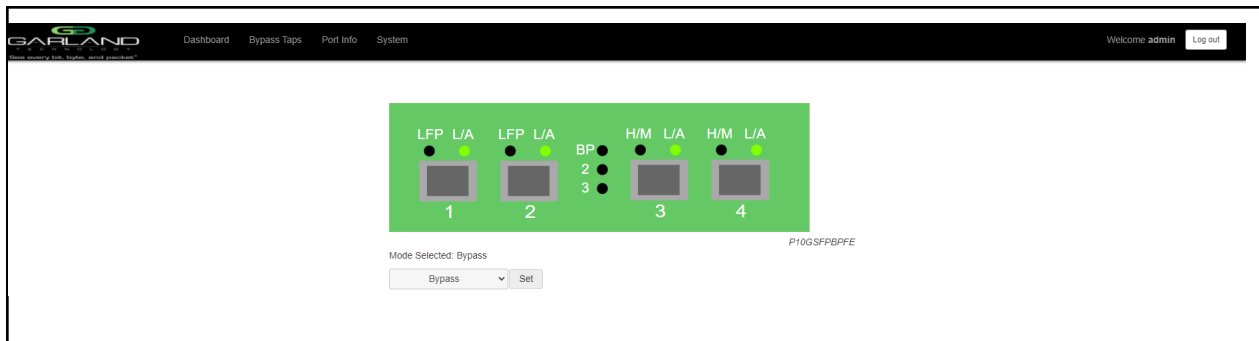 GARLAND
TECHNOLOGY
See every bit, byte, and packet®
Dashboard Bypass Taps Port Info System Welcome admin Log out
LFP L/A LFP L/A H/M L/A H/M L/A
BP
2
3
1 2 3 4
P10GSFPBPFE
Mode Selected: Bypass
Bypass Set